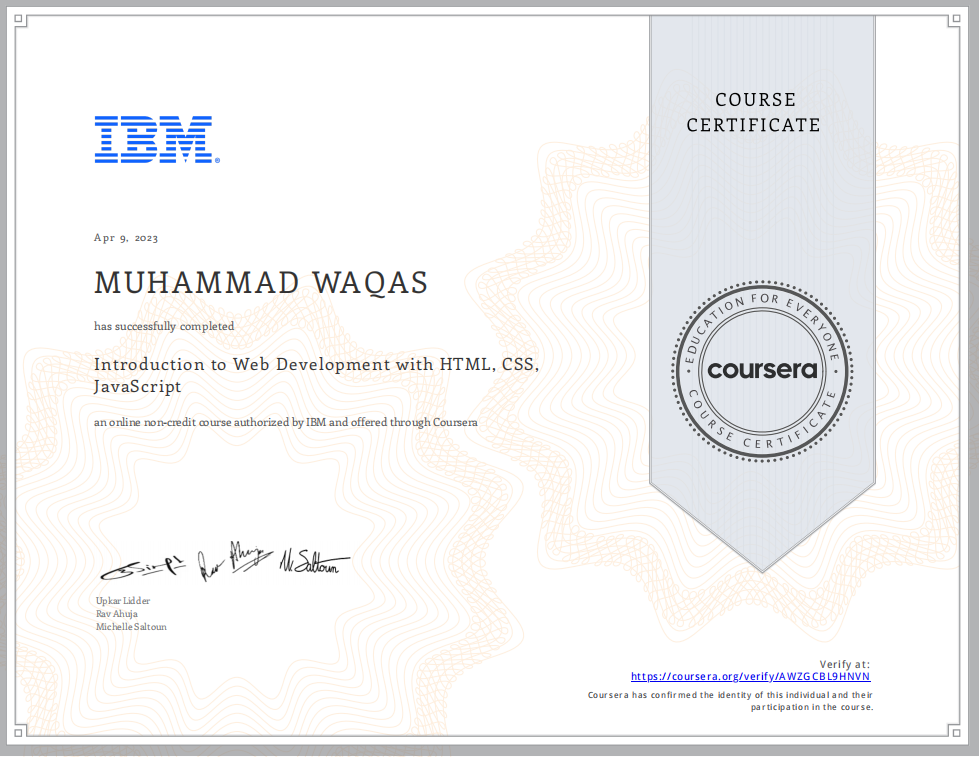 COURSE
CERTIFICATE
IBM®
Apr 9, 2023
MUHAMMAD WAQAS
has successfully completed
Introduction to Web Development with HTML, CSS,
JavaScript
an online non-credit course authorized by IBM and offered through Coursera
EDUCATION FOR EVERYONE
coursera
COURSE CERTIFICATE
M. Saltoun
Upkar Lidder
Rav Ahuja
Michelle Saltoun
Verify at:
https://coursera.org/verify/AWZGCBL9HNVN
Coursera has confirmed the identity of this individual and their
participation in the course.